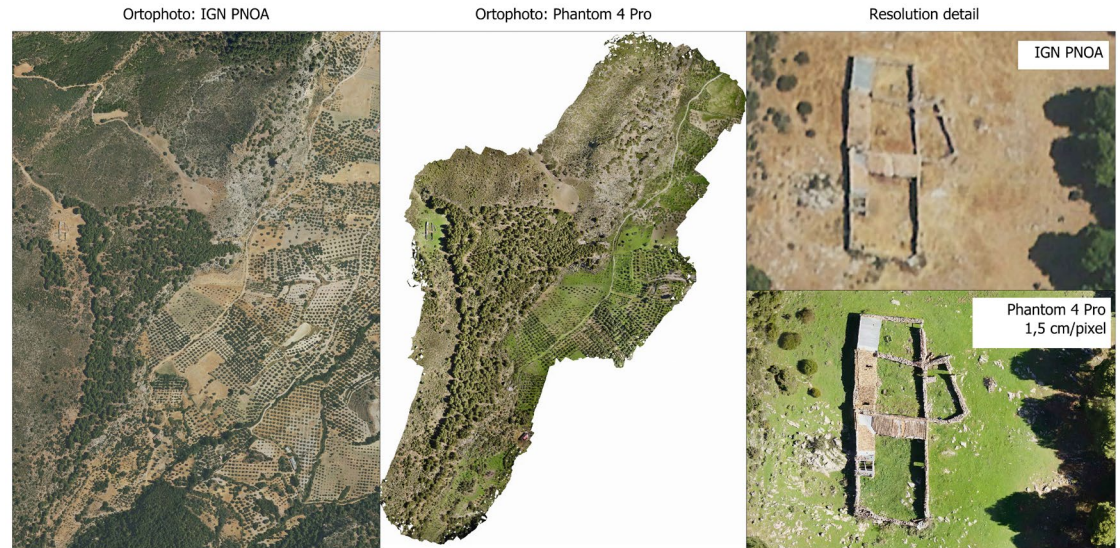 Ortophoto: IGN PNOA
Ortophoto: Phantom 4 Pro
Resolution detail
IGN PNOA
Phantom 4 Pro
1,5 cm/pixel